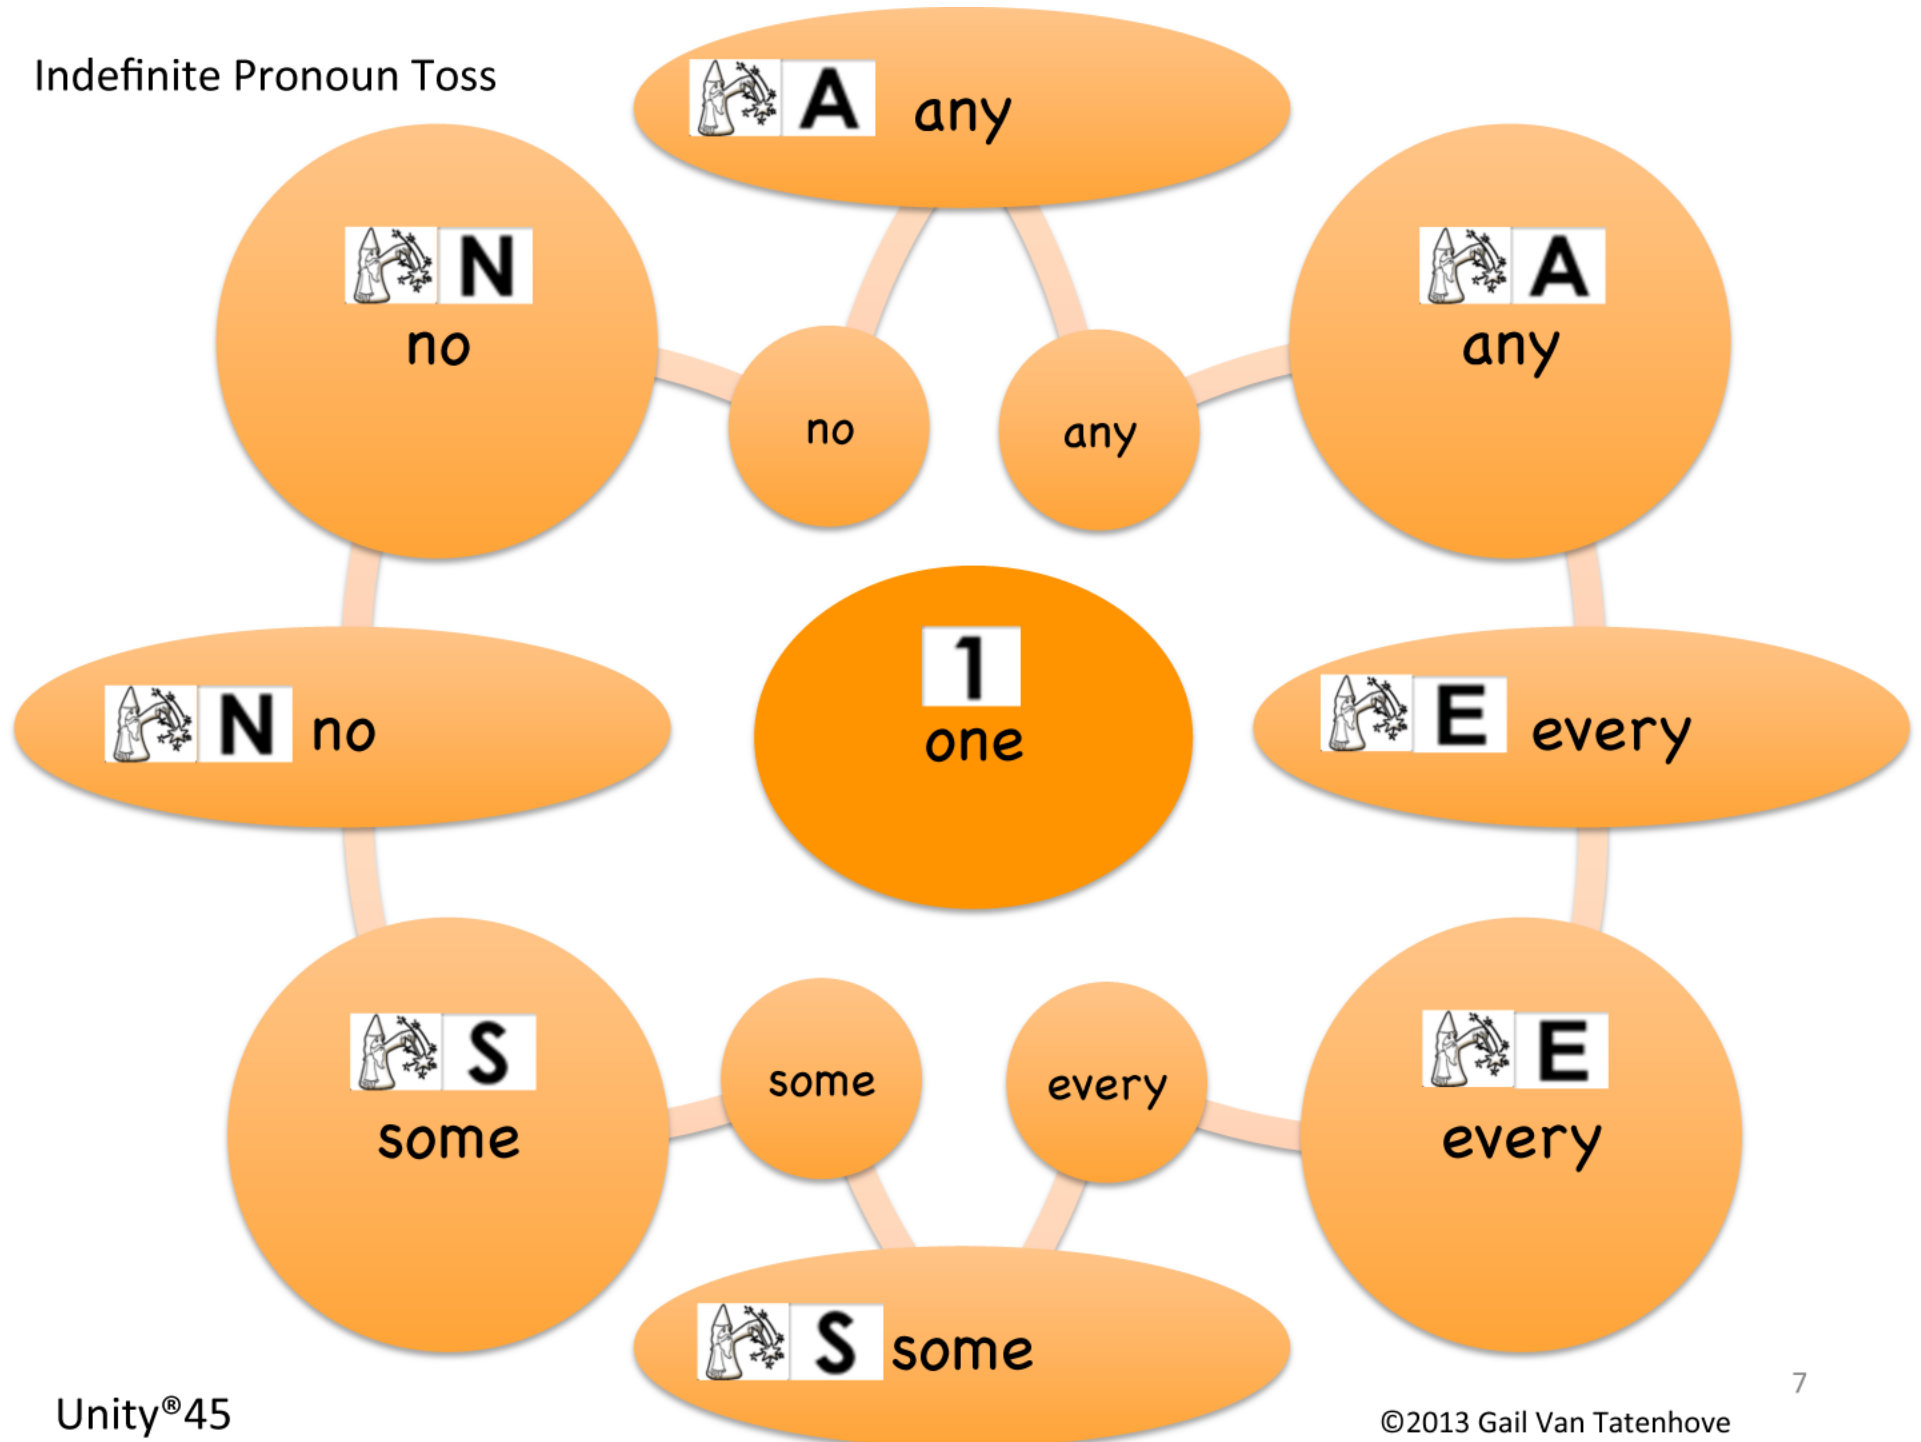 Indefinite Pronoun Toss
A any
N
no
A
any
no
any
1
one
N no
E every
S
some
some
every
E
every
S some
7
Unity®45
©2013 Gail Van Tatenhove